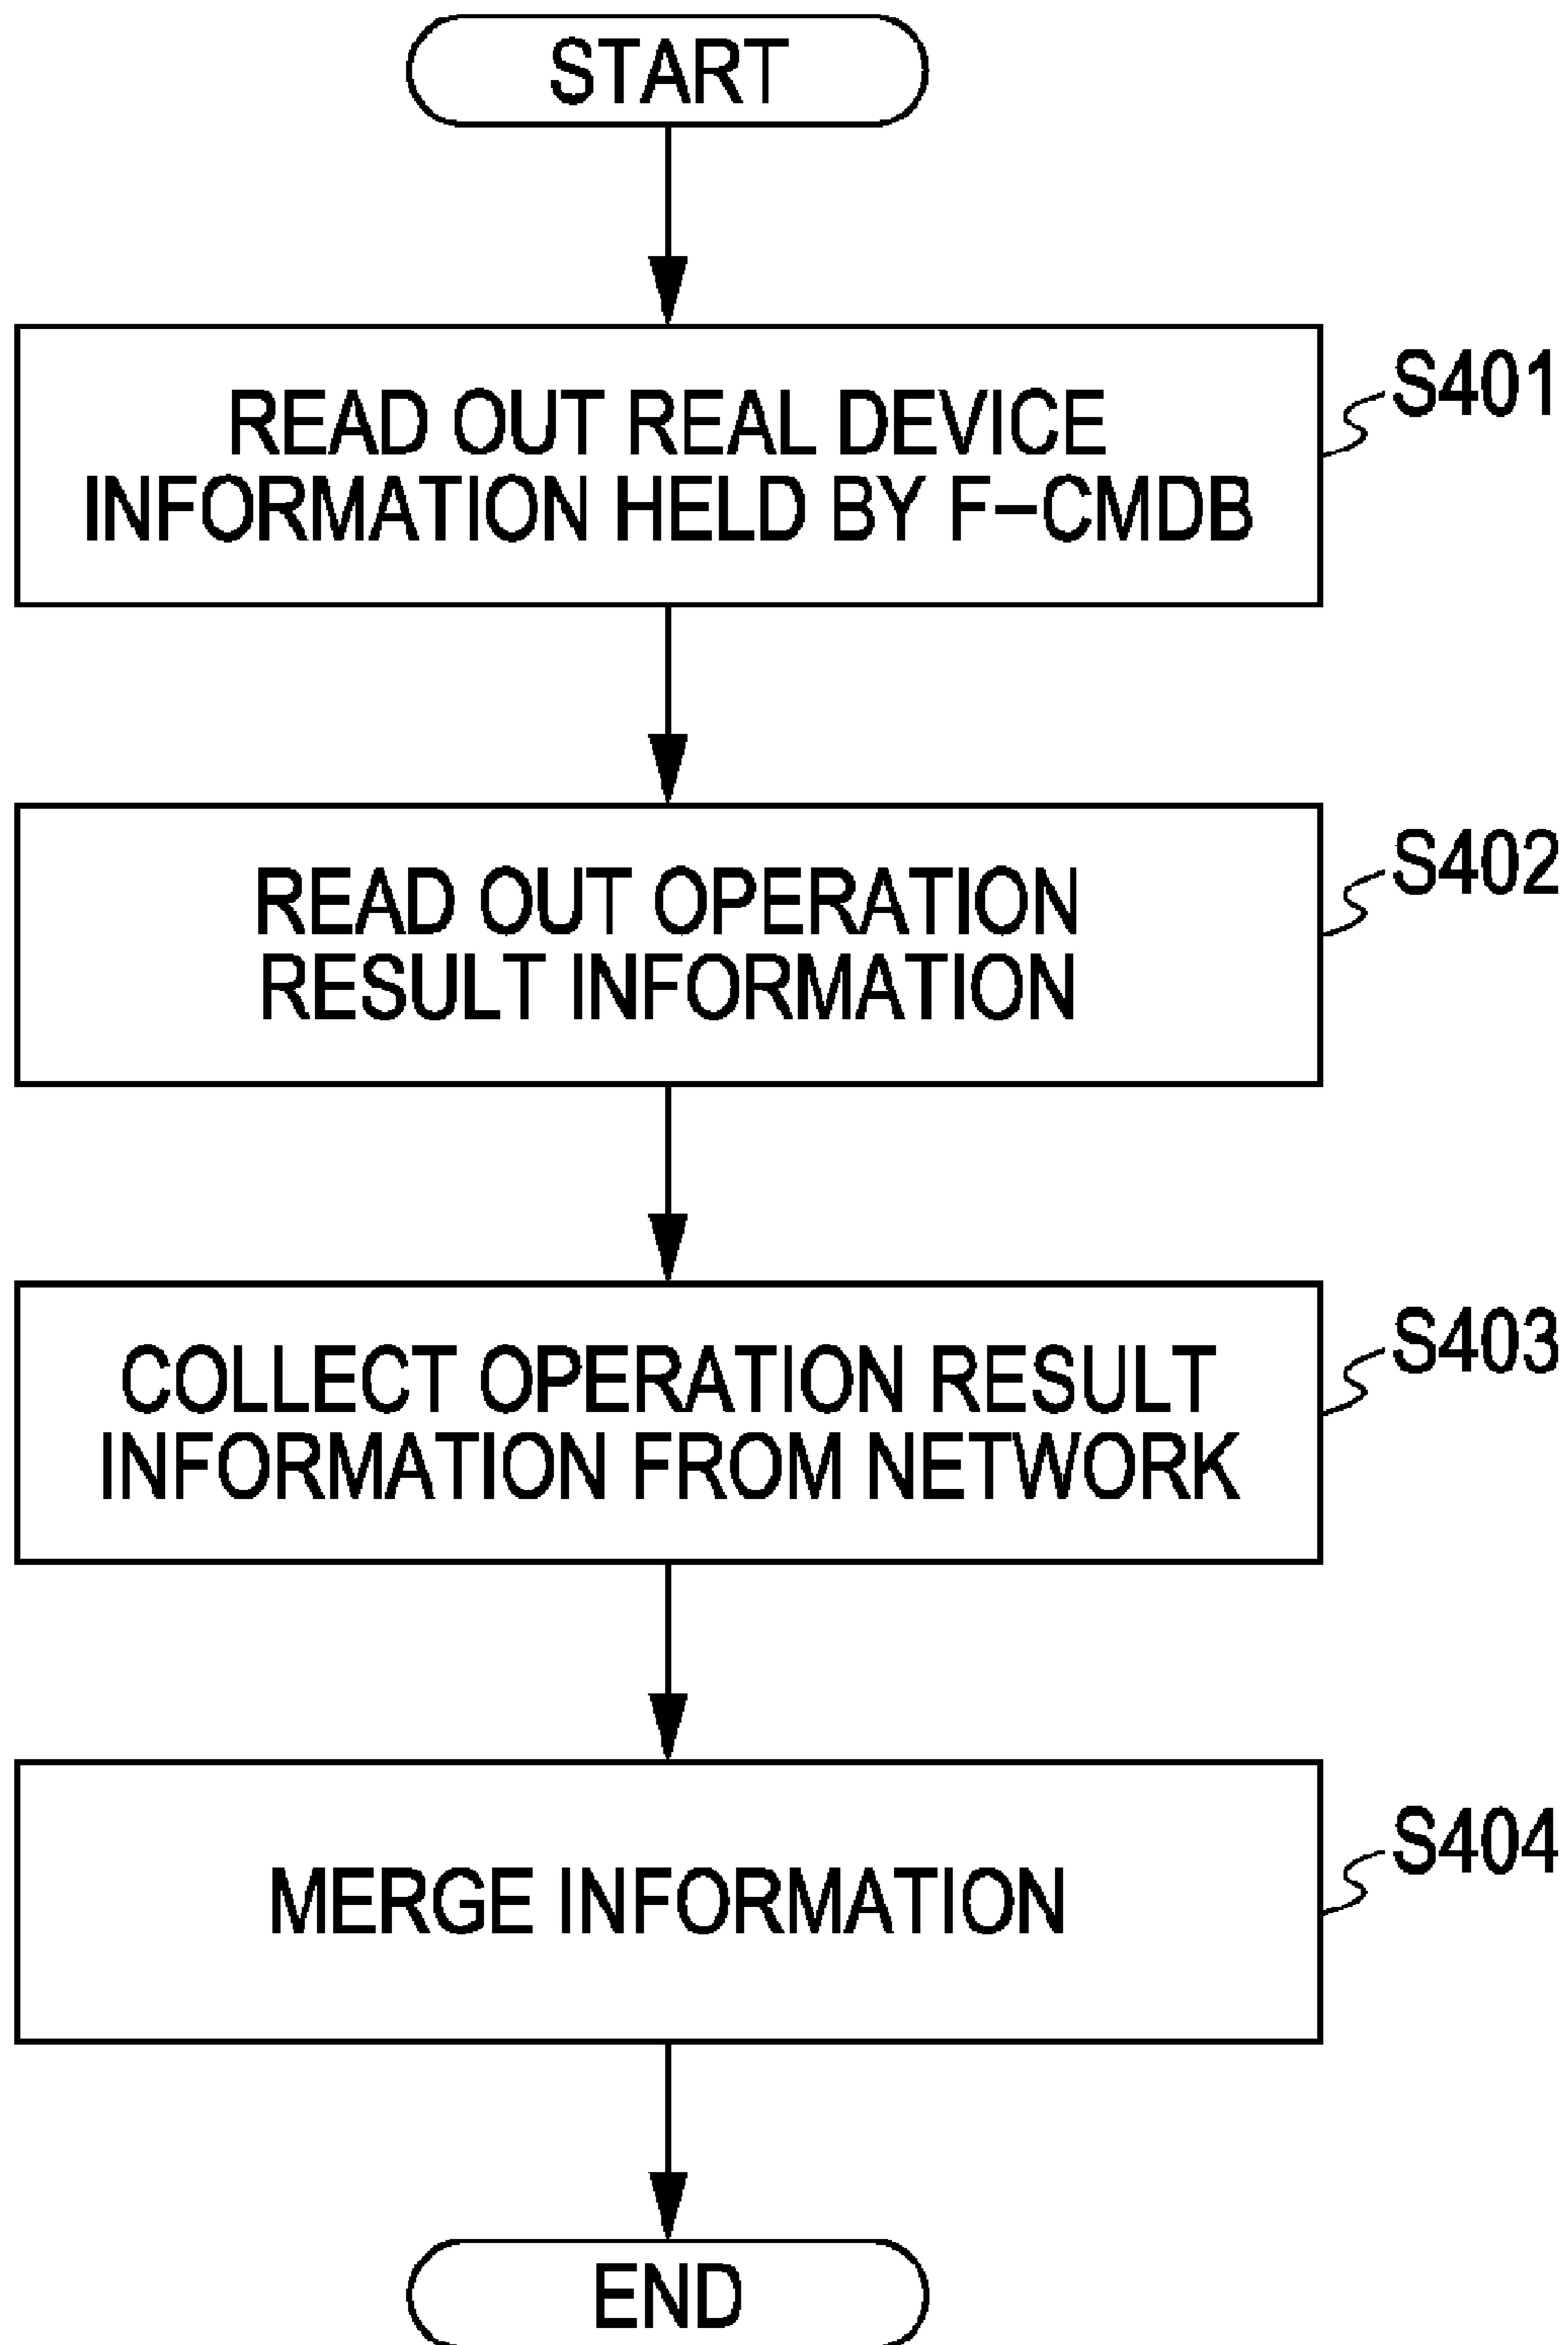 START
READ OUT REAL DEVICE
INFORMATION HELD BY F-CMDB
S401
READ OUT OPERATION
RESULT INFORMATION
S402
COLLECT OPERATION RESULT
INFORMATION FROM NETWORK
S403
MERGE INFORMATION
S404
END